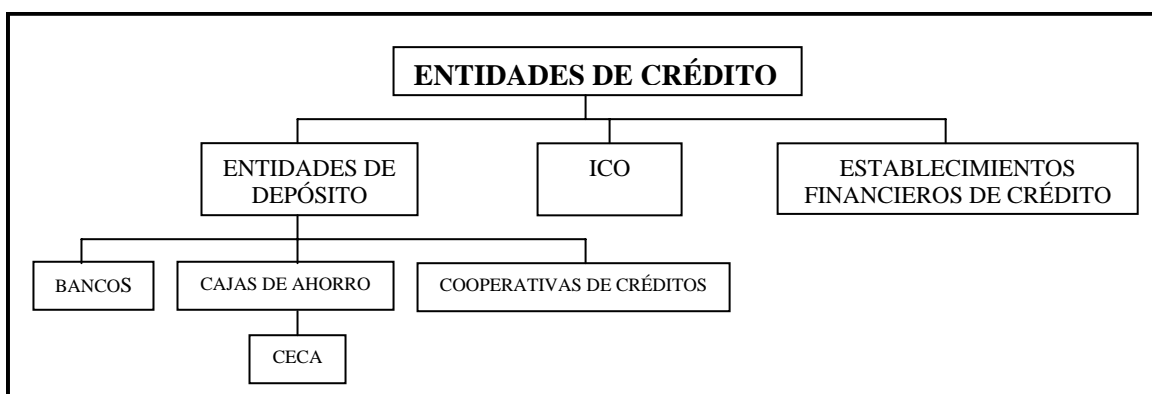 ENTIDADES DE CRÉDITO
ENTIDADES DE
DEPÓSITO
ICO
ESTABLECIMIENTOS
FINANCIEROS DE CRÉDITO
BANCOS
CAJAS DE AHORRO
COOPERATIVAS DE CRÉDITOS
CECA